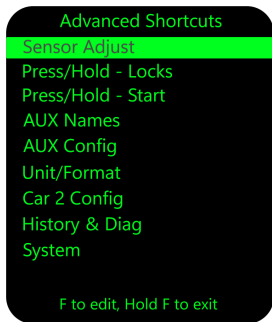 Advanced Shortcuts
Sensor Adjust
Press/Hold - Locks
Press/Hold - Start
AUX Names
AUX Config
Unit/Format
Car 2 Config
History & Diag
System
F to edit, Hold F to exit